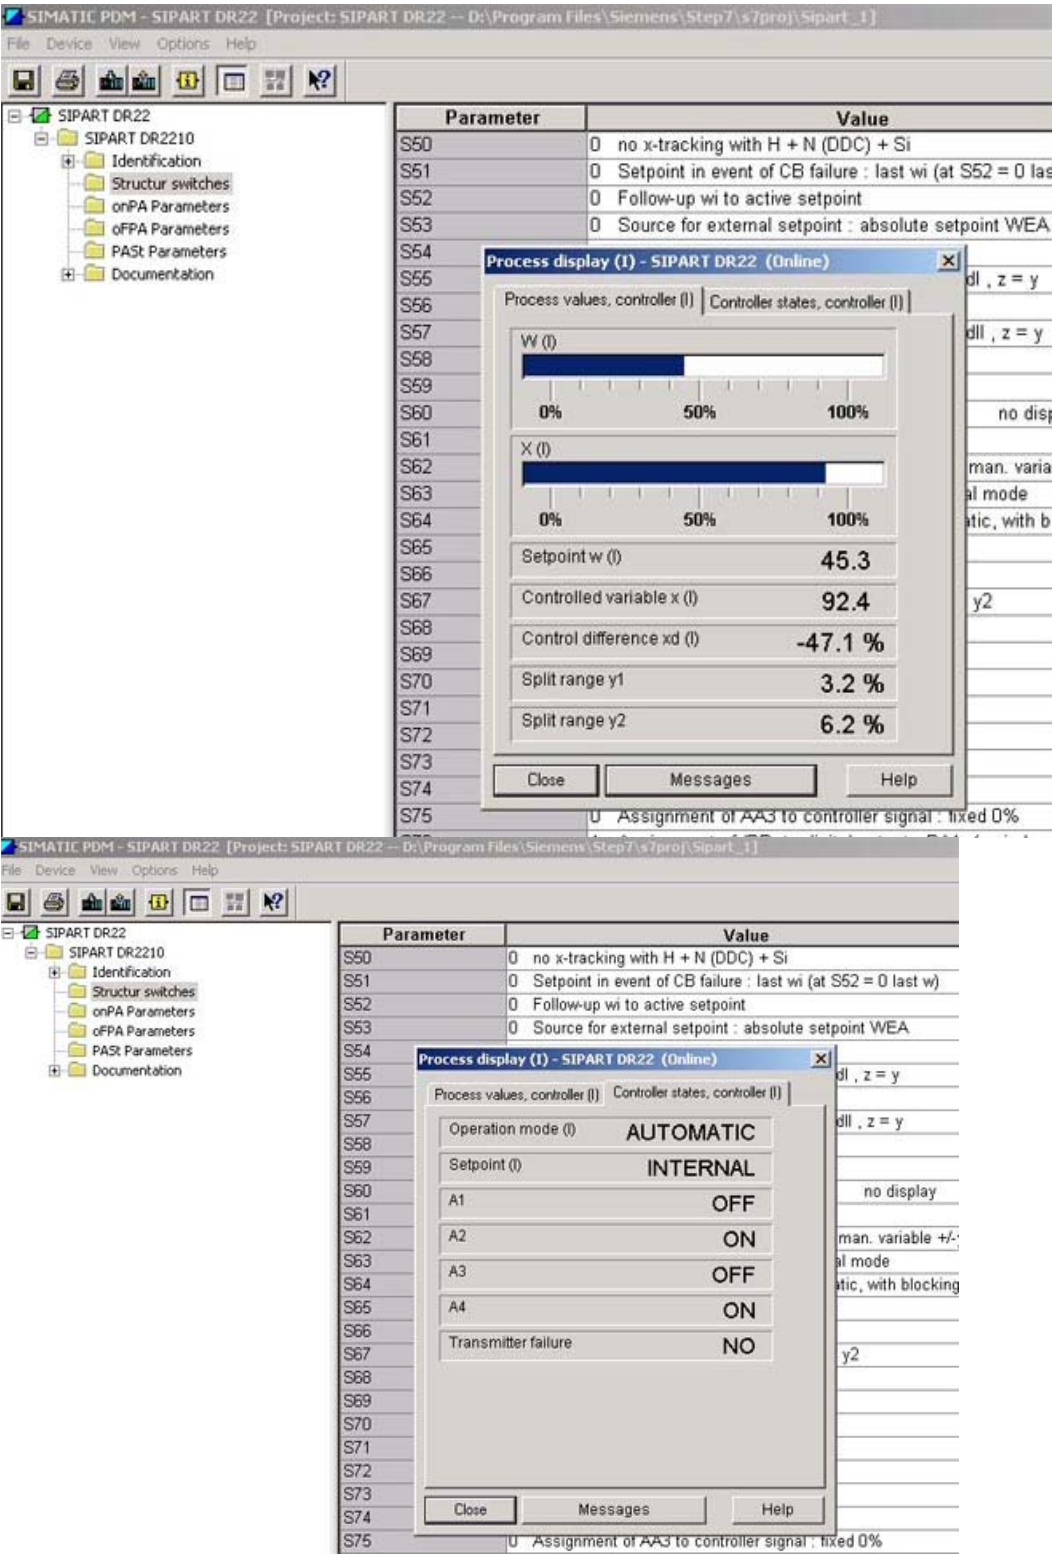 SIMATIC PDM - SIPART DR22 [Project: SIPART DR22 -- D:\Program Files\Siemens\Step7\s7proj\Sipart_1]
File Device View Options Help
SIPART DR22
SIPART DR2210
Identification
Structur switches
onPA Parameters
oFPA Parameters
PASt Parameters
Documentation
Parameter Value
S50 0 no x-tracking with H + N (DDC) + Si
S51 0 Setpoint in event of CB failure : last wi (at S52 = 0 las
S52 0 Follow-up wi to active setpoint
S53 0 Source for external setpoint : absolute setpoint WEA
S54
S55 dl , z = y
S56
S57 dll , z = y
S58
S59
S60 no disp
S61
S62 man. varia
S63 al mode
S64 atic, with b
S65
S66
S67 y2
S68
S69
S70
S71
S72
S73
S74
S75 0 Assignment of AA3 to controller signal : fixed 0%
Process display (I) - SIPART DR22 (Online)
Process values, controller (I) Controller states, controller (I)
W (I)
0% 50% 100%
X (I)
0% 50% 100%
Setpoint w (I) 45.3
Controlled variable x (I) 92.4
Control difference xd (I) -47.1 %
Split range y1 3.2 %
Split range y2 6.2 %
Close Messages Help
SIMATIC PDM - SIPART DR22 [Project: SIPART DR22 -- D:\Program Files\Siemens\Step7\s7proj\Sipart_1]
File Device View Options Help
SIPART DR22
SIPART DR2210
Identification
Structur switches
onPA Parameters
oFPA Parameters
PASt Parameters
Documentation
Parameter Value
S50 0 no x-tracking with H + N (DDC) + Si
S51 0 Setpoint in event of CB failure : last wi (at S52 = 0 last w)
S52 0 Follow-up wi to active setpoint
S53 0 Source for external setpoint : absolute setpoint WEA
S54
S55 dl , z = y
S56
S57 dll , z = y
S58
S59
S60 no display
S61
S62 man. variable +/-
S63 al mode
S64 atic, with blocking
S65
S66
S67 y2
S68
S69
S70
S71
S72
S73
S74
S75 0 Assignment of AA3 to controller signal : fixed 0%
Process display (I) - SIPART DR22 (Online)
Process values, controller (I) Controller states, controller (I)
Operation mode (I) AUTOMATIC
Setpoint (I) INTERNAL
A1 OFF
A2 ON
A3 OFF
A4 ON
Transmitter failure NO
Close Messages Help